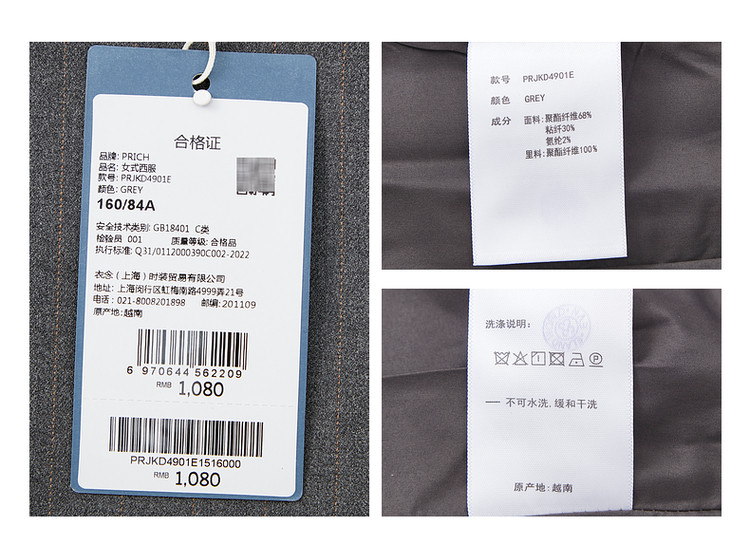 合格证
品牌: PRICH
品名: 女式西服
款号: PRJKD4901E
颜色: GREY
160/84A
安全技术类别: GB18401 C类
检验员 001 质量等级: 合格品
执行标准: Q31/0112000390C002-2022
衣念（上海）时装贸易有限公司
地址: 上海闵行区虹梅南路4999弄21号
电话: 021-8008201898 邮编: 201109
原产地: 越南
6 970644 562209
RMB 1,080
PRJKD4901E1516000
RMB 1,080
款号 PRJKD4901E
颜色 GREY
成分 面料: 聚酯纤维68%
粘纤30%
氨纶2%
里料: 聚酯纤维100%
洗涤说明:
— 不可水洗, 缓和干洗
原产地: 越南